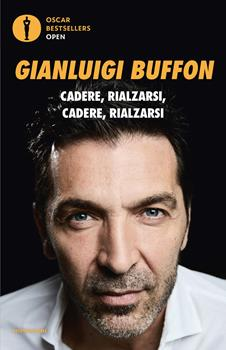 OSCAR
BESTSELLERS
OPEN
GIANLUIGI BUFFON
CADERE, RIALZARSI,
CADERE, RIALZARSI